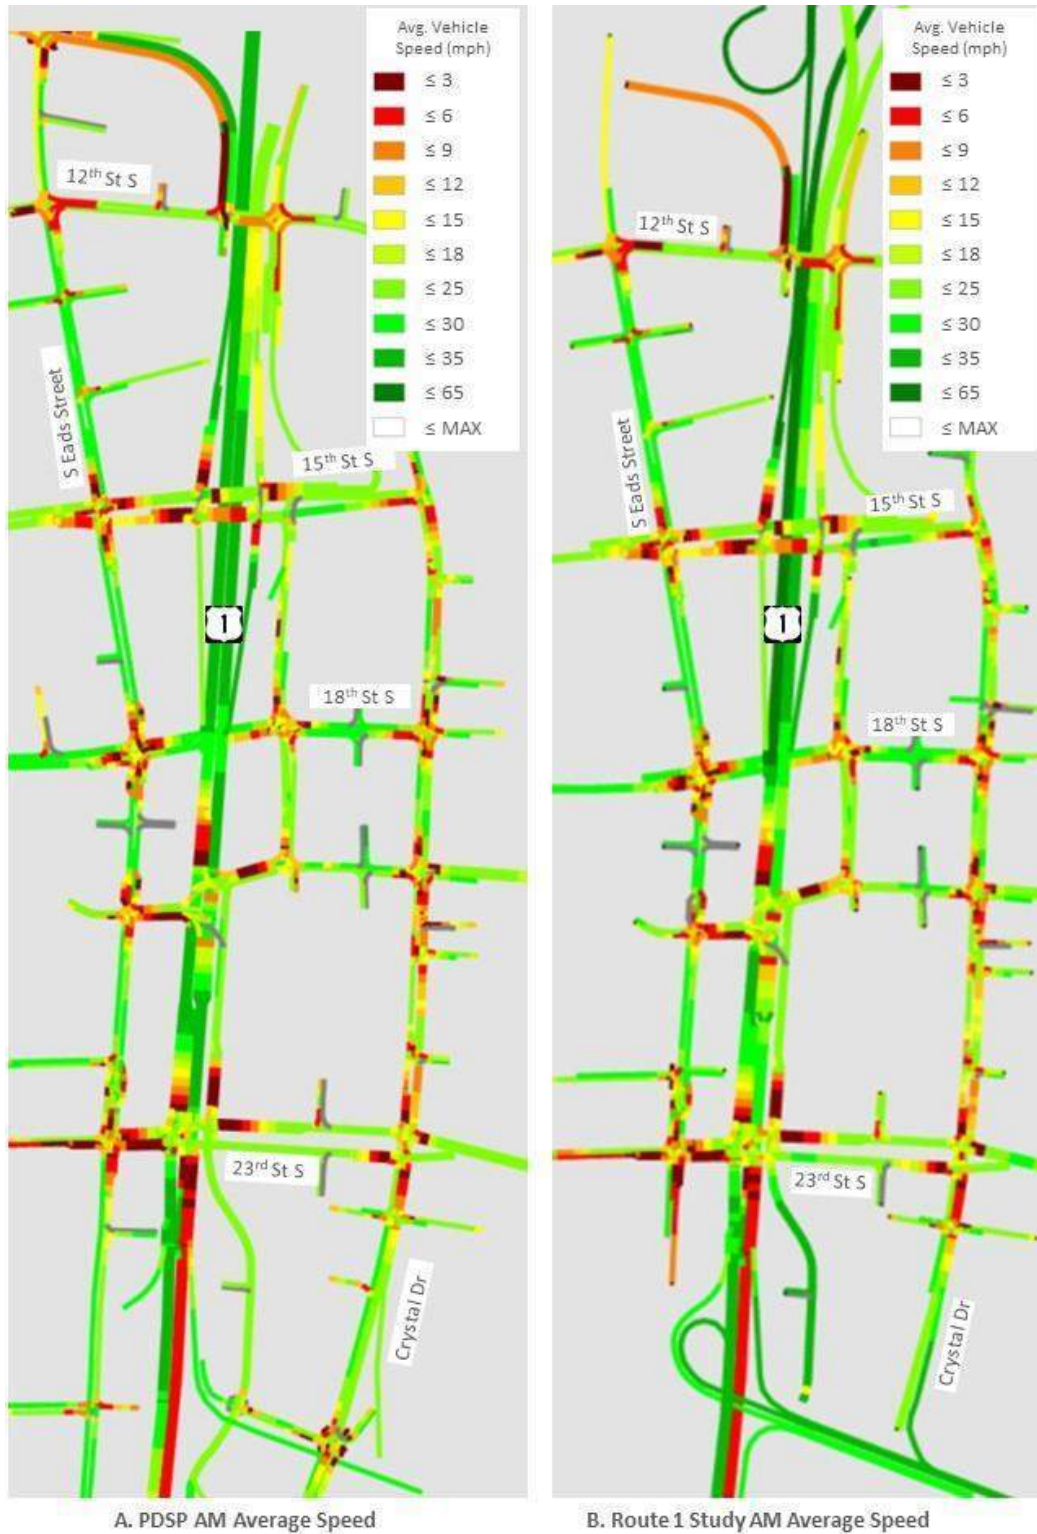 Avg. Vehicle
Speed (mph)
≤ 3
≤ 6
≤ 9
≤ 12
≤ 15
≤ 18
≤ 25
≤ 30
≤ 35
≤ 65
≤ MAX
12th St S
S Eads Street
15th St S
1
18th St S
23rd St S
Crystal Dr
A. PDSP AM Average Speed
Avg. Vehicle
Speed (mph)
≤ 3
≤ 6
≤ 9
≤ 12
≤ 15
≤ 18
≤ 25
≤ 30
≤ 35
≤ 65
≤ MAX
12th St S
S Eads Street
15th St S
1
18th St S
23rd St S
Crystal Dr
B. Route 1 Study AM Average Speed